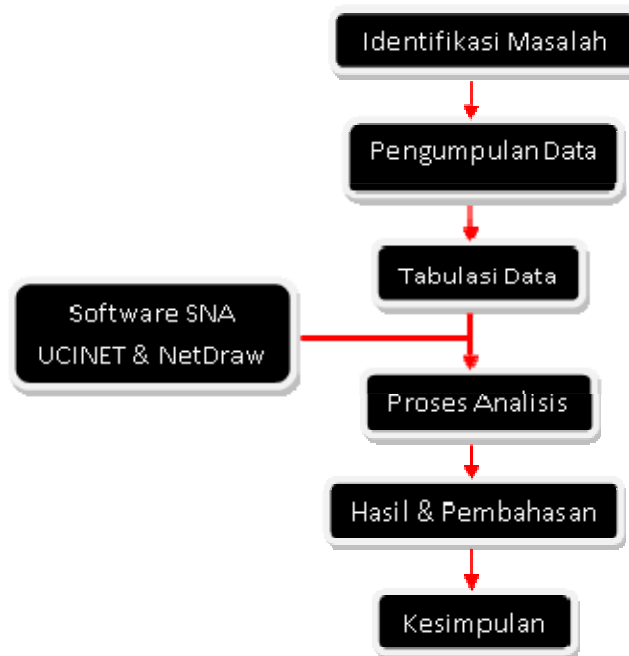 Identifikasi Masalah
Pengumpulan Data
Tabulasi Data
Software SNA
UCINET & NetDraw
Proses Analisis
Hasil & Pembahasan
Kesimpulan